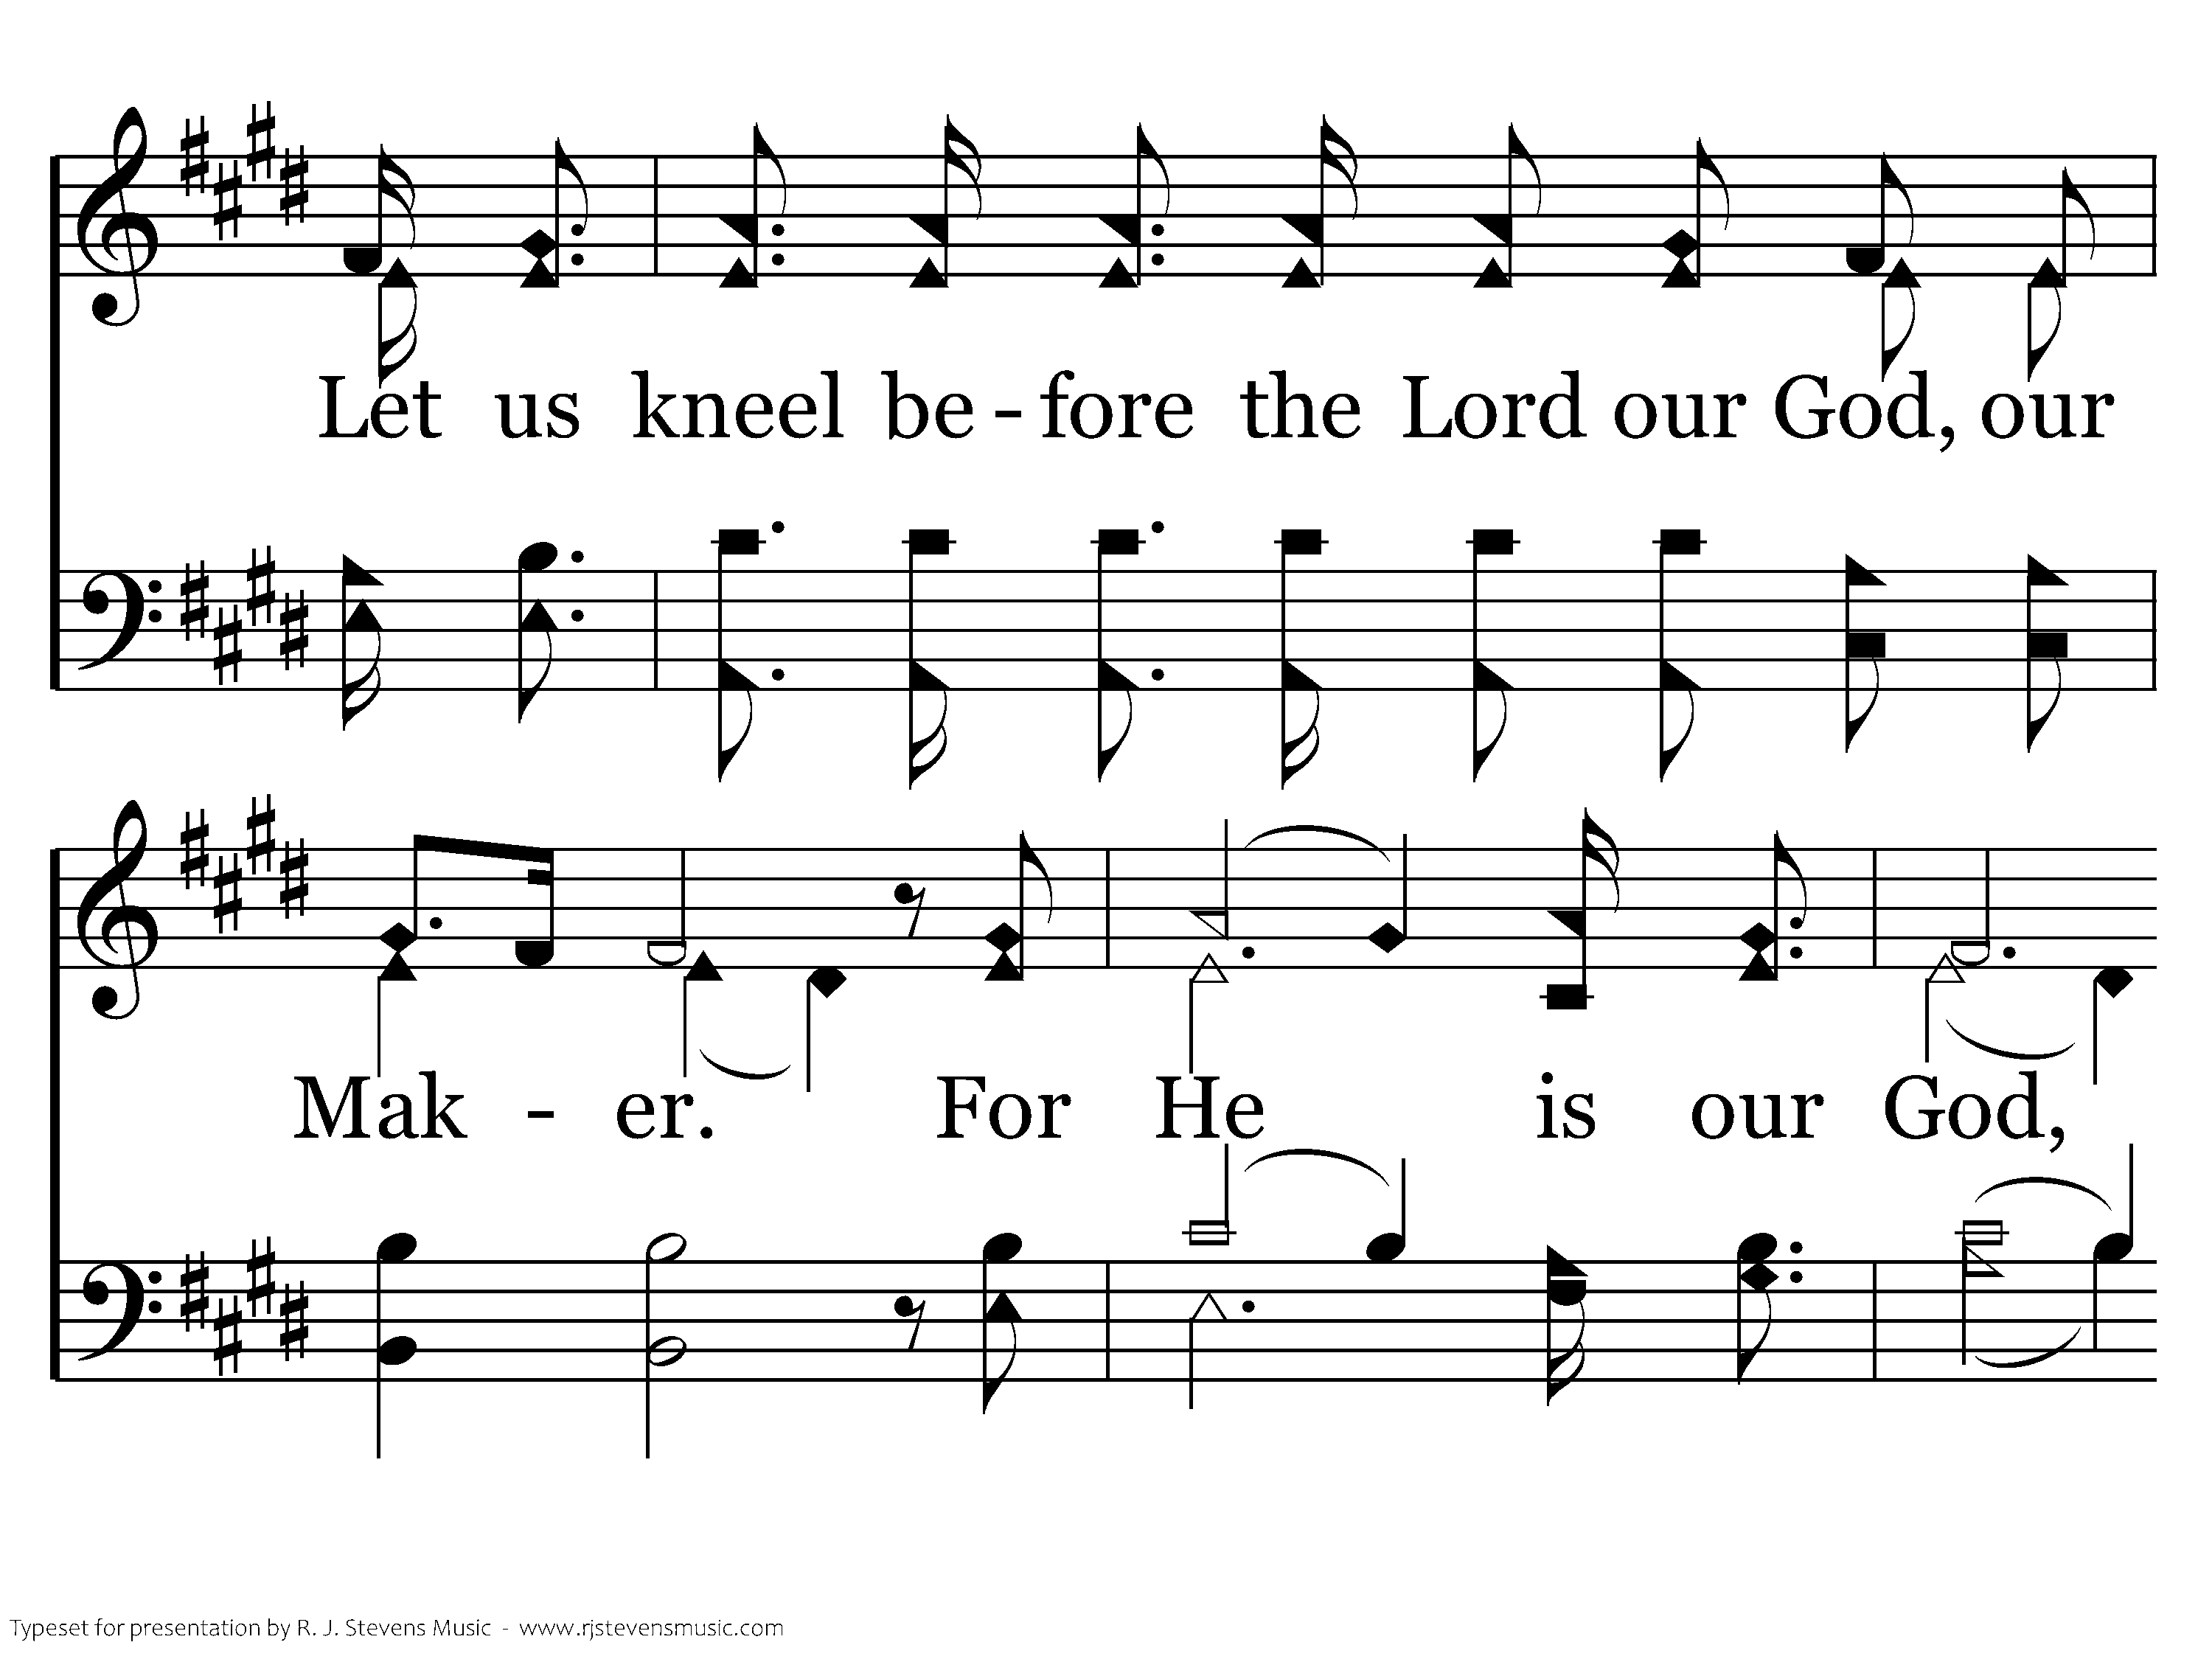 Let us kneel be - fore the Lord our God, our
Mak - er. For He is our God,
Typeset for presentation by R. J. Stevens Music - www.rjstevensmusic.com